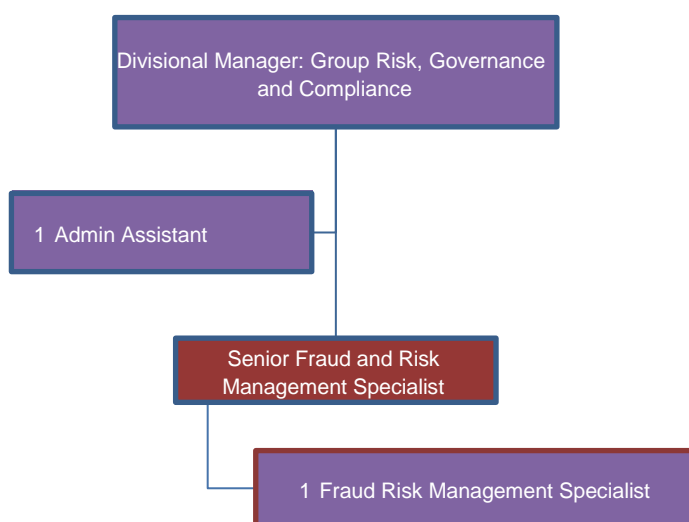 Divisional Manager: Group Risk, Governance
and Compliance
1 Admin Assistant
Senior Fraud and Risk
Management Specialist
1 Fraud Risk Management Specialist